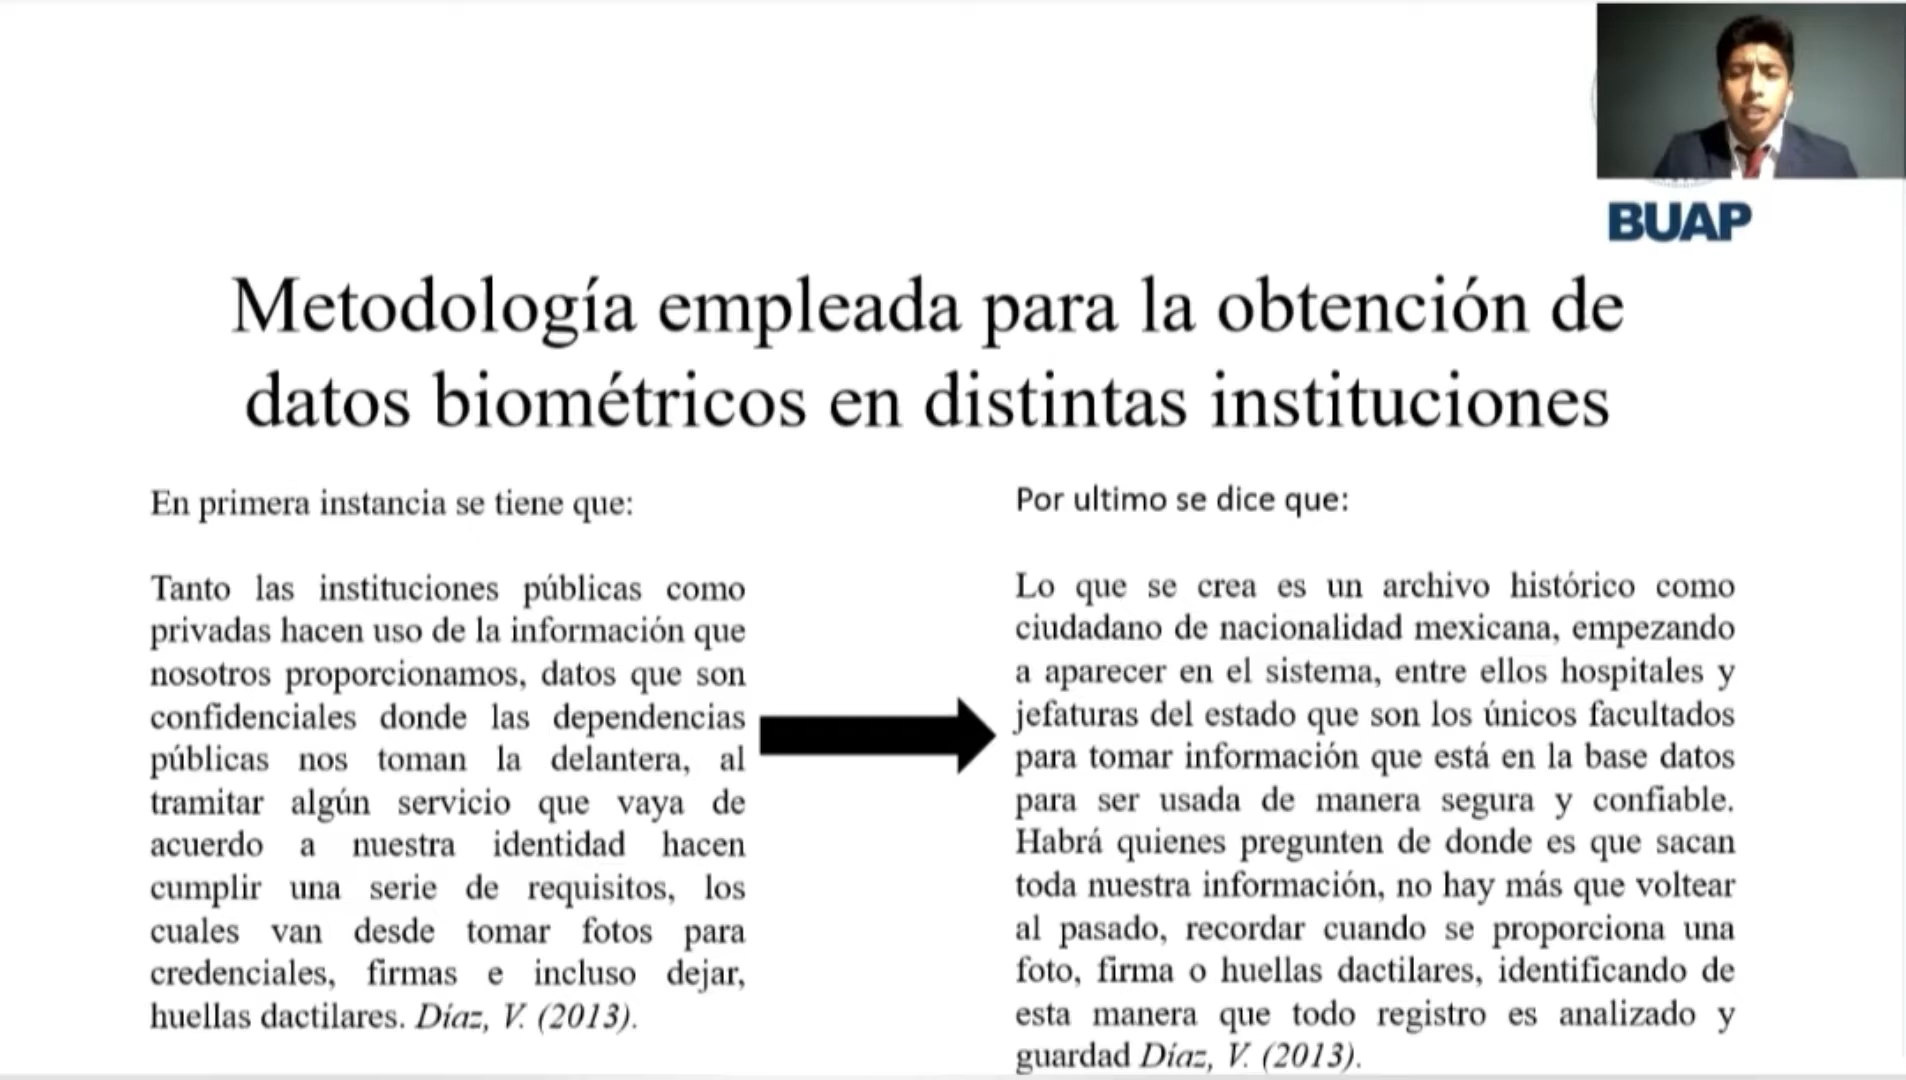 BUAP
Metodología empleada para la obtención de
datos biométricos en distintas instituciones
En primera instancia se tiene que:
Tanto las instituciones públicas como
privadas hacen uso de la información que
nosotros proporcionamos, datos que son
confidenciales donde las dependencias
públicas nos toman la delantera, al
tramitar algún servicio que vaya de
acuerdo a nuestra identidad hacen
cumplir una serie de requisitos, los
cuales van desde tomar fotos para
credenciales, firmas e incluso dejar,
huellas dactilares. Díaz, V. (2013).
Por ultimo se dice que:
Lo que se crea es un archivo histórico como
ciudadano de nacionalidad mexicana, empezando
a aparecer en el sistema, entre ellos hospitales y
jefaturas del estado que son los únicos facultados
para tomar información que está en la base datos
para ser usada de manera segura y confiable.
Habrá quienes pregunten de donde es que sacan
toda nuestra información, no hay más que voltear
al pasado, recordar cuando se proporciona una
foto, firma o huellas dactilares, identificando de
esta manera que todo registro es analizado y
guardad Díaz, V. (2013).